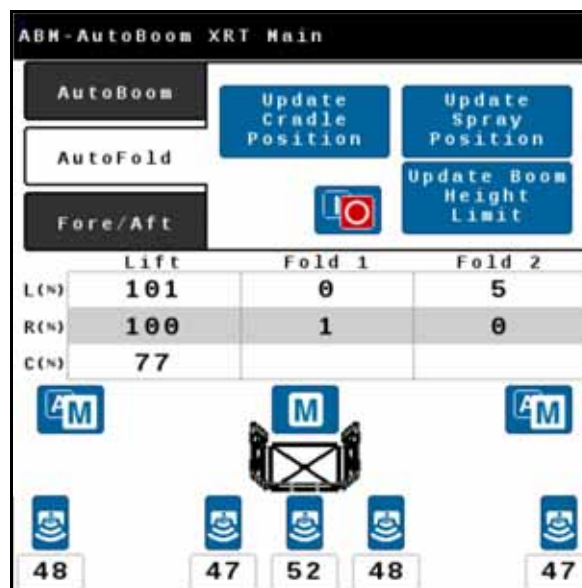 ABM-AutoBoom XRT Main
AutoBoom
AutoFold
Fore/Aft
Update
Cradle
Position
Update
Spray
Position
Update Boom
Height
Limit
Lift Fold 1 Fold 2
L(%) 101 0 5
R(%) 100 1 0
C(%) 77
A M M A M
48 47 52 48 47